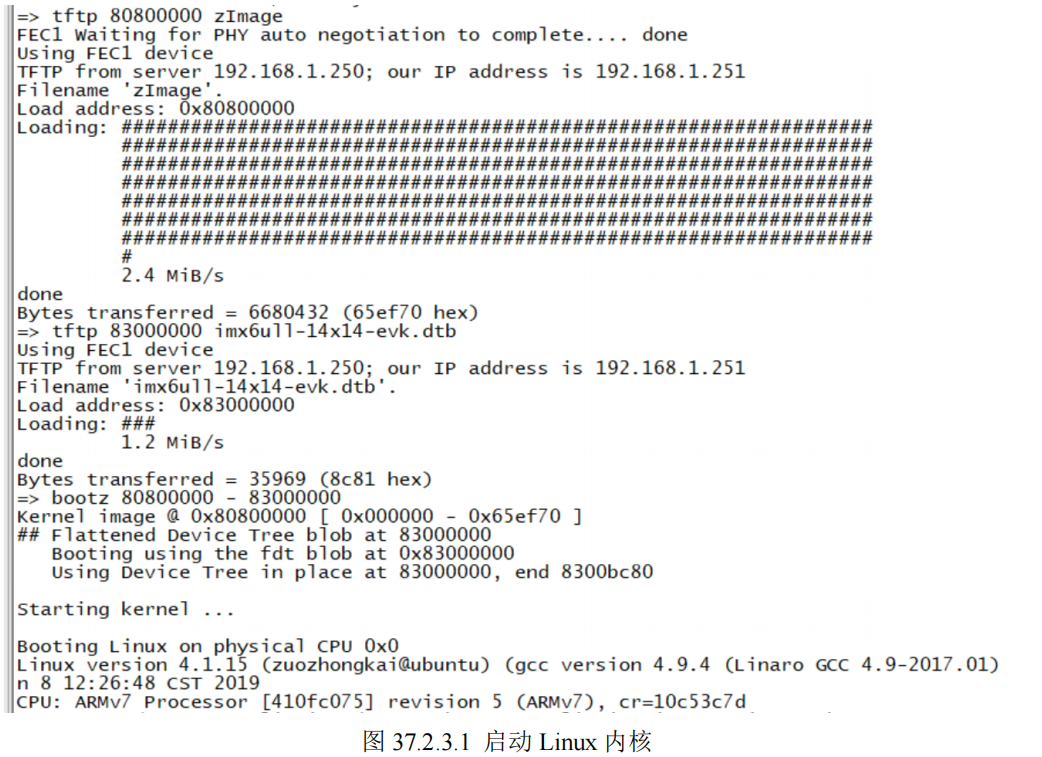 => tftp 80800000 zImage
FEC1 Waiting for PHY auto negotiation to complete.... done
Using FEC1 device
TFTP from server 192.168.1.250; our IP address is 192.168.1.251
Filename 'zImage'.
Load address: 0x80800000
Loading: #################################################################
#################################################################
#################################################################
#################################################################
#################################################################
#################################################################
#################################################################
#
2.4 MiB/s
done
Bytes transferred = 6680432 (65ef70 hex)
=> tftp 83000000 imx6ull-14x14-evk.dtb
Using FEC1 device
TFTP from server 192.168.1.250; our IP address is 192.168.1.251
Filename 'imx6ull-14x14-evk.dtb'.
Load address: 0x83000000
Loading: ###
1.2 MiB/s
done
Bytes transferred = 35969 (8c81 hex)
=> bootz 80800000 - 83000000
Kernel image @ 0x80800000 [ 0x000000 - 0x65ef70 ]
## Flattened Device Tree blob at 83000000
Booting using the fdt blob at 0x83000000
Using Device Tree in place at 83000000, end 8300bc80
Starting kernel ...
Booting Linux on physical CPU 0x0
Linux version 4.1.15 (zuozhongkai@ubuntu) (gcc version 4.9.4 (Linaro GCC 4.9-2017.01)
n 8 12:26:48 CST 2019
CPU: ARMv7 Processor [410fc075] revision 5 (ARMv7), cr=10c53c7d
图 37.2.3.1 启动 Linux 内核